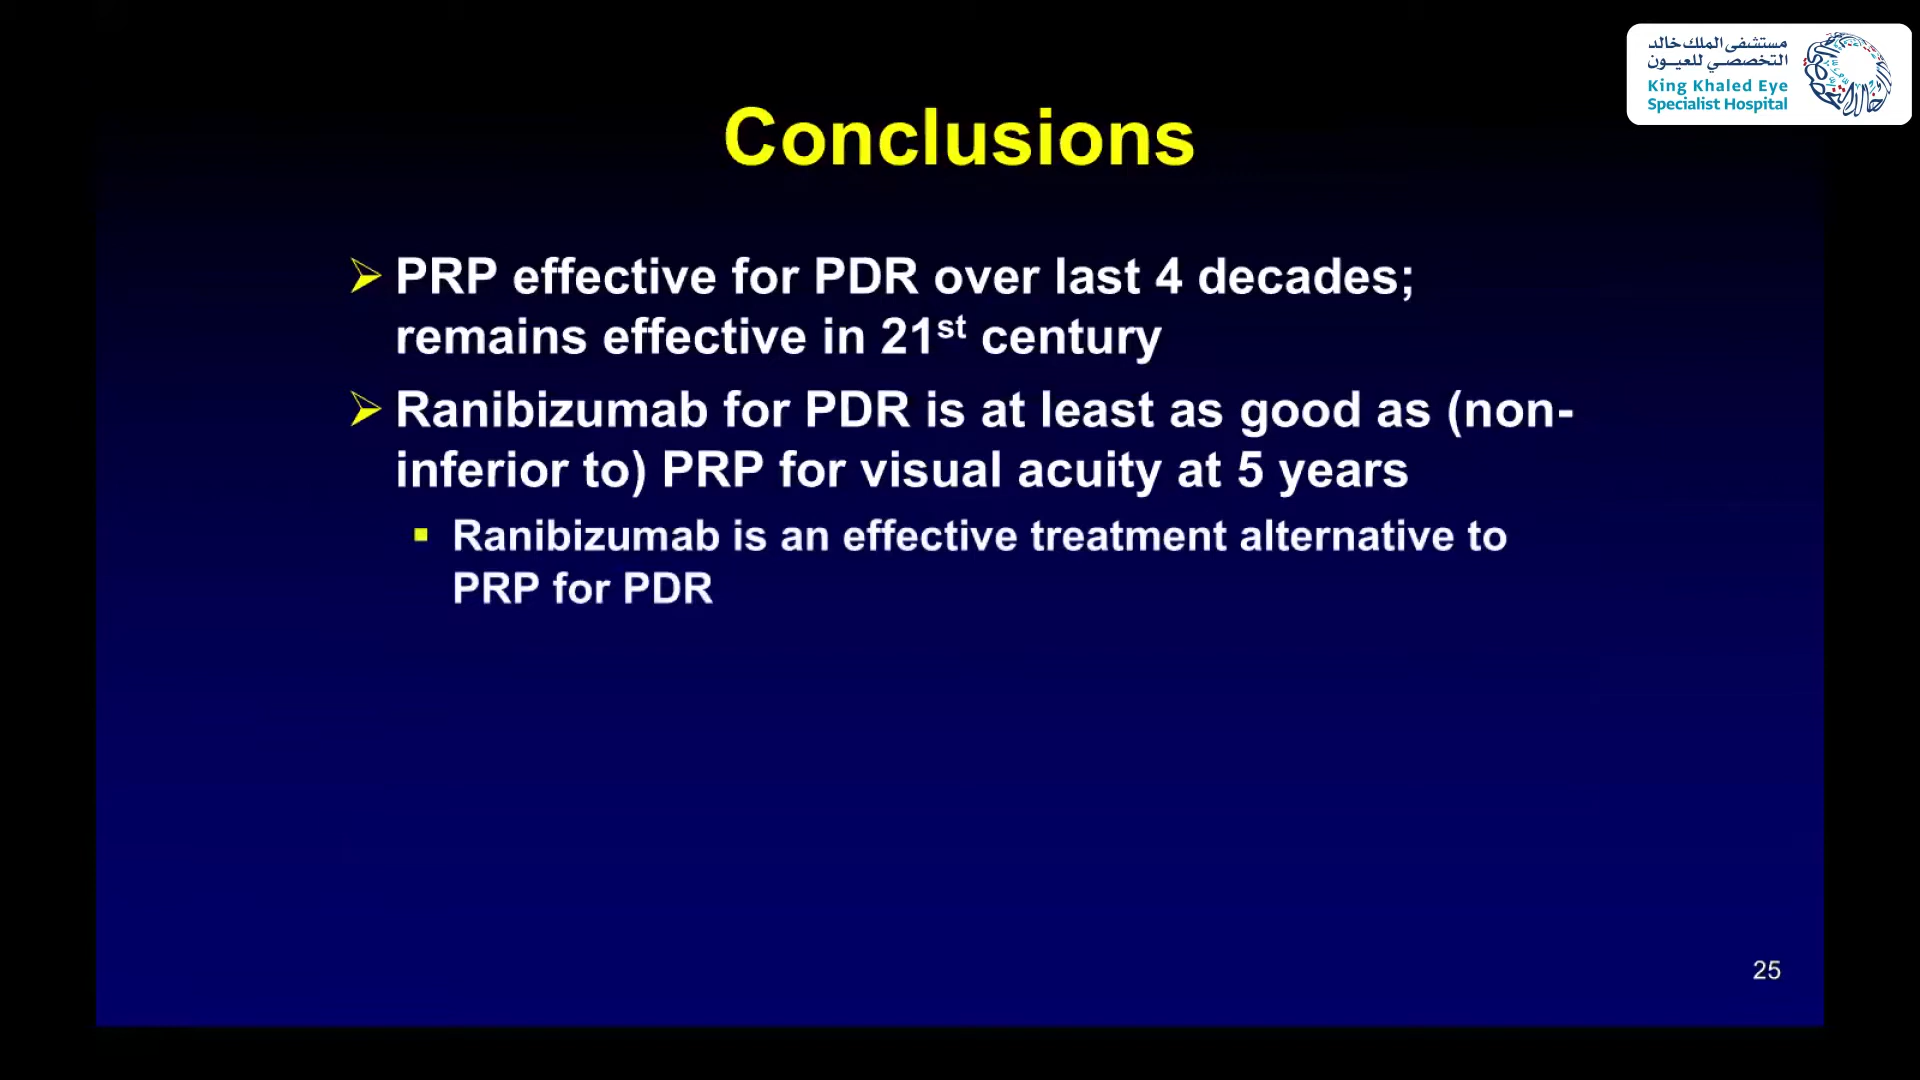 مستشفى الملك خالد
التخصصي للعيون
King Khaled Eye
Specialist Hospital
Conclusions
PRP effective for PDR over last 4 decades;
remains effective in 21st century
Ranibizumab for PDR is at least as good as (non-
inferior to) PRP for visual acuity at 5 years
Ranibizumab is an effective treatment alternative to
PRP for PDR
25